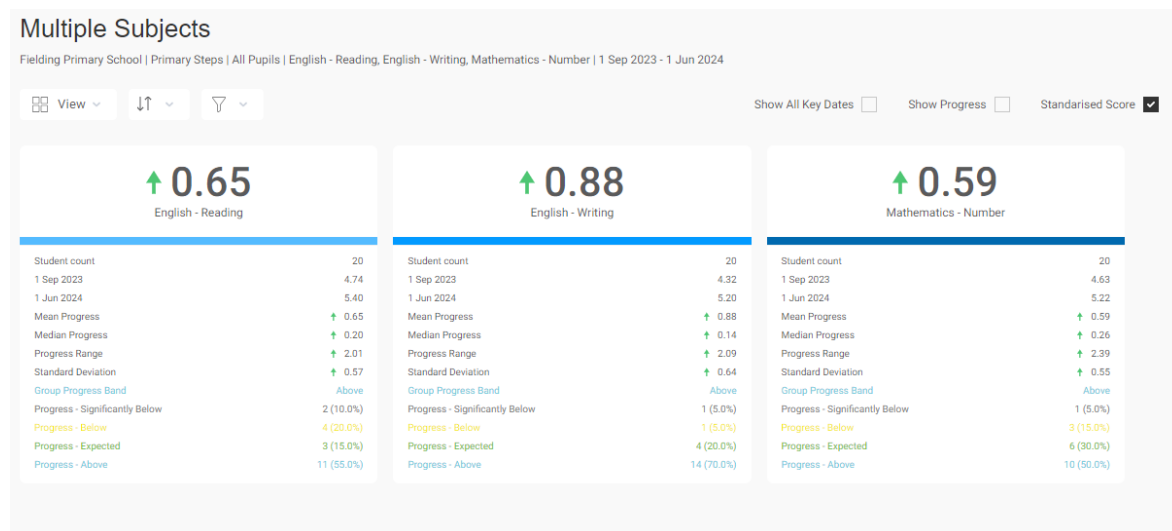 Multiple Subjects
Fielding Primary School | Primary Steps | All Pupils | English - Reading, English - Writing, Mathematics - Number | 1 Sep 2023 - 1 Jun 2024
View
Show All Key Dates
Show Progress
Standarised Score
0.65
English - Reading
Student count 20
1 Sep 2023 4.74
1 Jun 2024 5.40
Mean Progress 0.65
Median Progress 0.20
Progress Range 2.01
Standard Deviation 0.57
Group Progress Band Above
Progress - Significantly Below 2 (10.0%)
Progress - Below 4 (20.0%)
Progress - Expected 3 (15.0%)
Progress - Above 11 (55.0%)
0.88
English - Writing
Student count 20
1 Sep 2023 4.32
1 Jun 2024 5.20
Mean Progress 0.88
Median Progress 0.14
Progress Range 2.09
Standard Deviation 0.64
Group Progress Band Above
Progress - Significantly Below 1 (5.0%)
Progress - Below 1 (5.0%)
Progress - Expected 4 (20.0%)
Progress - Above 14 (70.0%)
0.59
Mathematics - Number
Student count 20
1 Sep 2023 4.63
1 Jun 2024 5.22
Mean Progress 0.59
Median Progress 0.26
Progress Range 2.39
Standard Deviation 0.55
Group Progress Band Above
Progress - Significantly Below 1 (5.0%)
Progress - Below 3 (15.0%)
Progress - Expected 6 (30.0%)
Progress - Above 10 (50.0%)